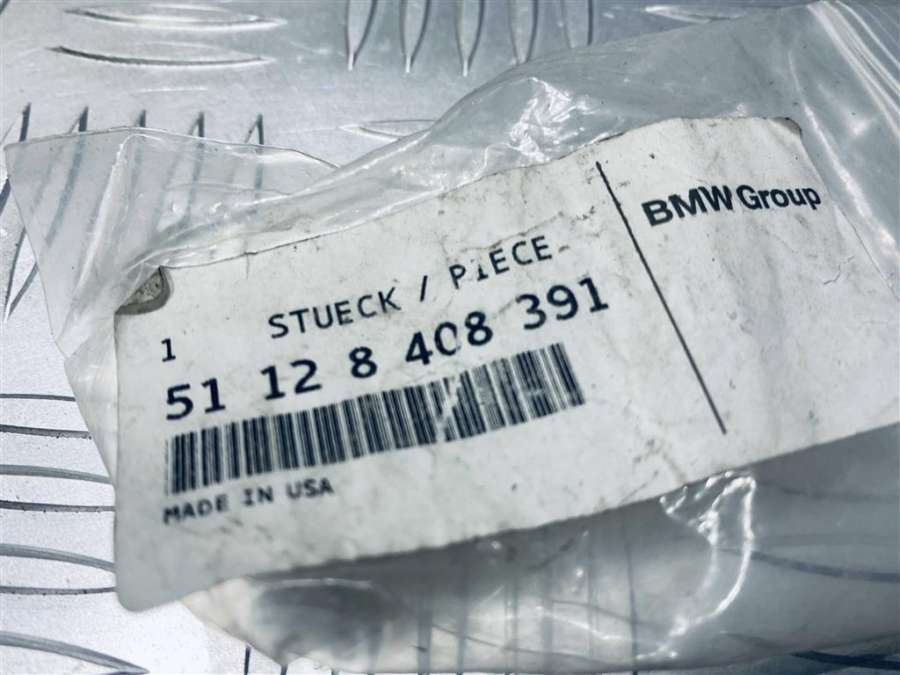 BMW Group
1 STUECK / PIECE
51 12 8 408 391
MADE IN USA